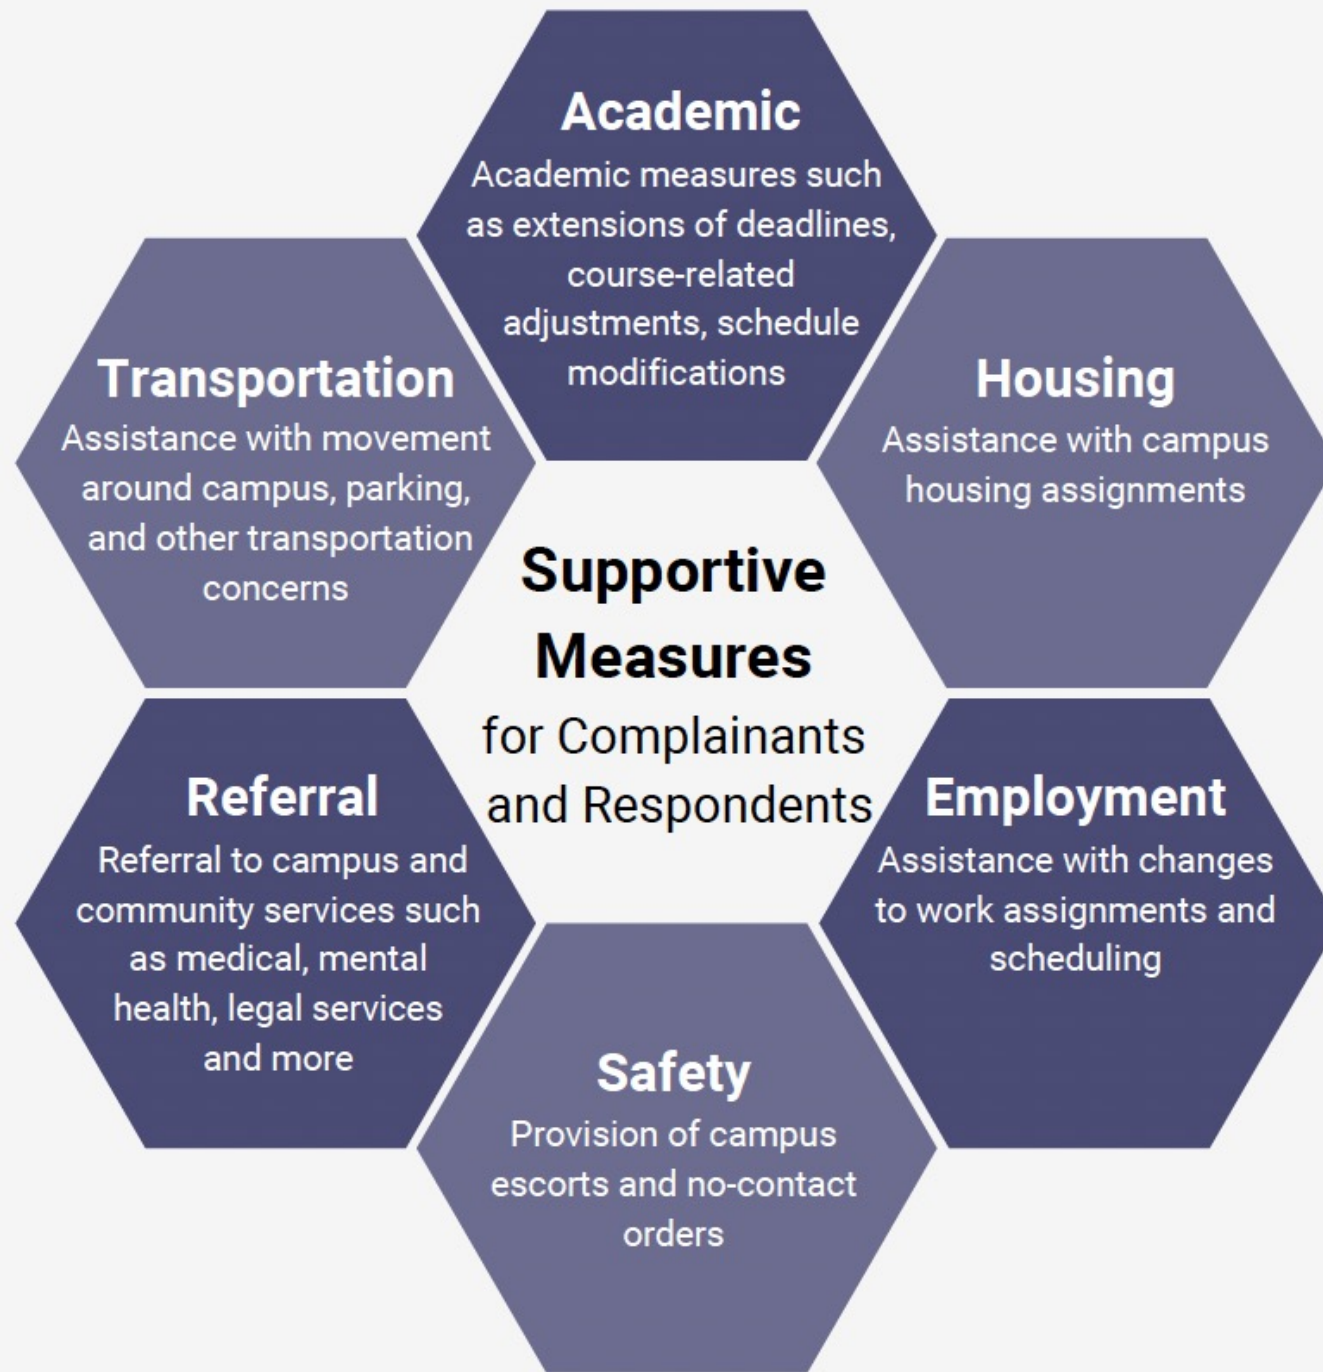 Academic
Academic measures such
as extensions of deadlines,
course-related
adjustments, schedule
modifications
Transportation
Assistance with movement
around campus, parking,
and other transportation
concerns
Housing
Assistance with campus
housing assignments
Supportive
Measures
for Complainants
and Respondents
Referral
Referral to campus and
community services such
as medical, mental
health, legal services
and more
Employment
Assistance with changes
to work assignments and
scheduling
Safety
Provision of campus
escorts and no-contact
orders